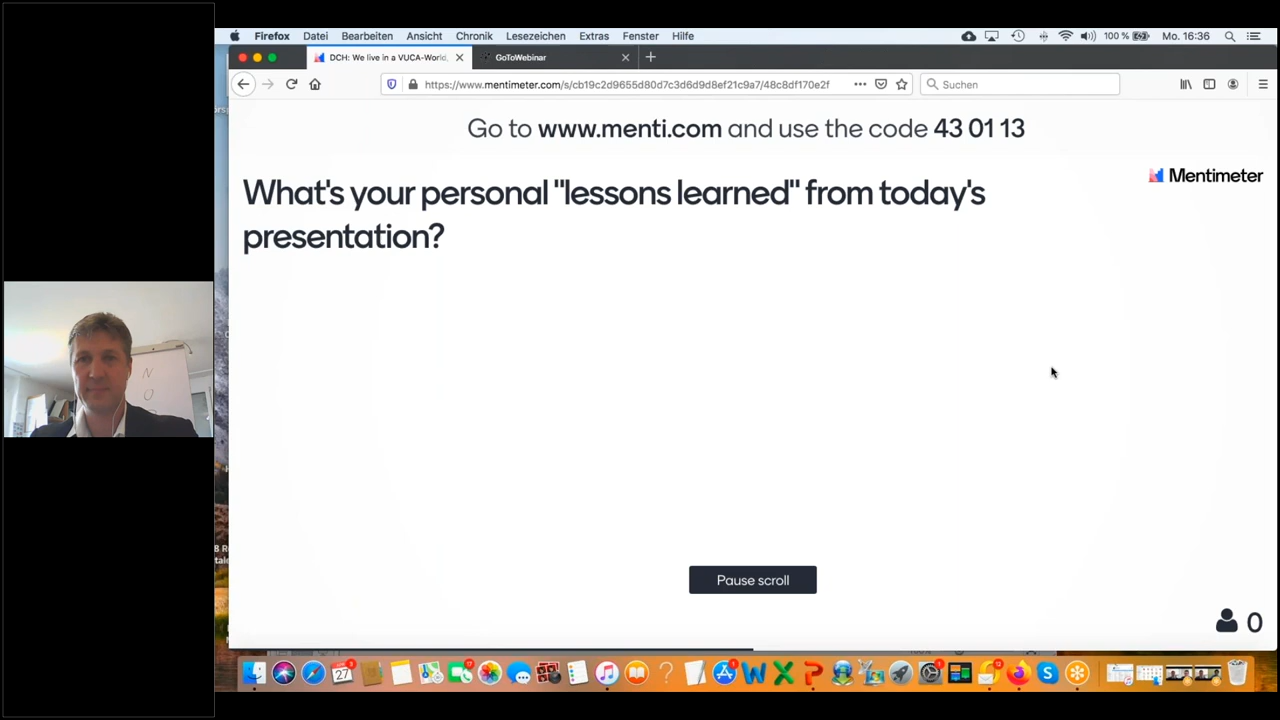 Firefox Datei Bearbeiten Ansicht Chronik Lesezeichen Extras Fenster Hilfe 100 % Mo. 16:36
DCH: We live in a VUCA-World, GoToWebinar
https://www.mentimeter.com/s/cb19c2d9655d80d7c3d6d9d8ef21c9a7/48c8df170e2f Suchen
Go to www.menti.com and use the code 43 01 13
Mentimeter
What's your personal "lessons learned" from today's
presentation?
N
O
Pause scroll
0
27